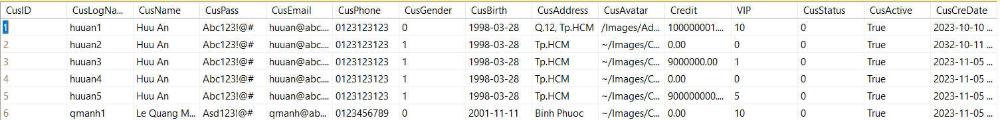 CusID CusLogNa... CusName CusPass CusEmail CusPhone CusGender CusBirth CusAddress CusAvatar Credit VIP CusStatus CusActive CusCreDate
1 huuan1 Huu An Abc123!@# huuan@abc.... 0123123123 0 1998-03-28 Q.12, Tp.HCM /Images/Ad... 100000001.... 10 0 True 2023-10-10 ...
2 huuan2 Huu An Abc123!@# huuan@abc.... 0123123123 1 1998-03-28 Tp.HCM ~/Images/C... 0.00 0 0 True 2032-10-11 ...
3 huuan3 Huu An Abc123!@# huuan@abc.... 0123123123 1 1998-03-28 Tp.HCM ~/Images/C... 9000000.00 1 0 True 2023-11-05 ...
4 huuan4 Huu An Abc123!@# huuan@abc.... 0123123123 1 1998-03-28 Tp.HCM ~/Images/C... 0.00 0 0 True 2023-11-05 ...
5 huuan5 Huu An Abc123!@# huuan@abc.... 0123123123 1 1998-03-28 Tp.HCM ~/Images/C... 900000000.... 5 0 True 2023-11-05 ...
6 qmanh1 Le Quang M... Asd123!@# qmanh@ab... 0123456789 0 2001-11-11 Binh Phuoc ~/Images/C... 0.00 10 0 True 2023-11-05 ...